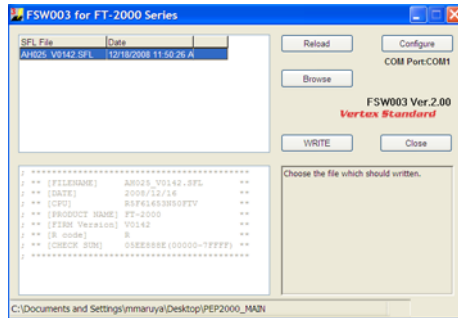 FSW003 for FT-2000 Series
SFL File Date
AH025_V0142.SFL 12/18/2008 11:50:26 A
Reload Configure
COM Port:COM1
Browse
FSW003 Ver.2.00
Vertex Standard
WRITE Close
; *****************************************
; ** [FILENAME] AH025_V0142.SFL **
; ** [DATE] 2008/12/16 **
; ** [CPU] R5F61653N50FTV **
; ** [PRODUCT NAME] FT-2000 **
; ** [FIRM Version] V0142 **
; ** [R code] R **
; ** [CHECK SUM] 05EE888E(00000-7FFFF) **
; *****************************************
Choose the file which should written.
C:\Documents and Settings\mmaruya\Desktop\PEP2000_MAIN